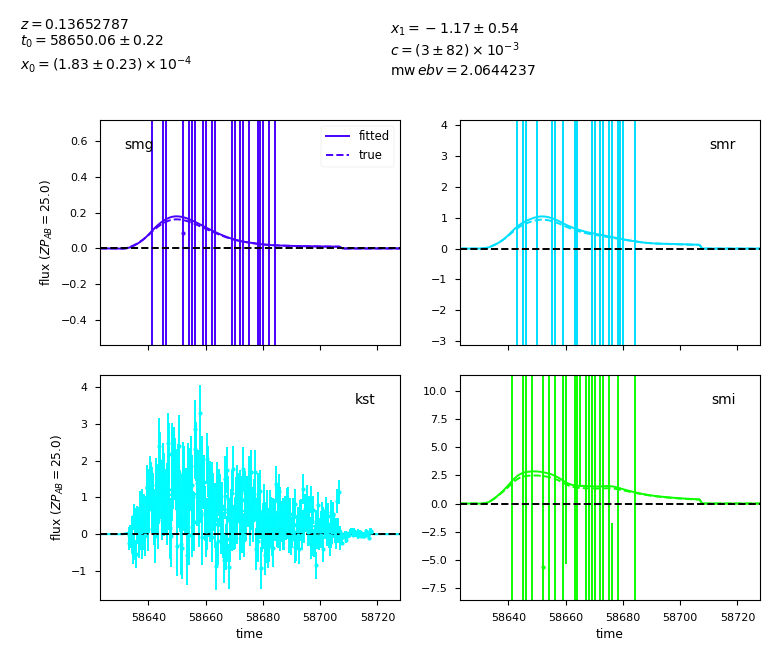 z = 0.13652787
t0 = 58650.06 ± 0.22
x0 = (1.83 ± 0.23) × 10⁻⁴
x1 = −1.17 ± 0.54
c = (3 ± 82) × 10⁻³
mw ebv = 2.0644237
smg
fitted
true
0.6
0.4
0.2
0.0
−0.2
−0.4
flux (ZP_AB = 25.0)
smr
4
3
2
1
0
−1
−2
−3
kst
4
3
2
1
0
−1
flux (ZP_AB = 25.0)
58640 58660 58680 58700 58720
time
smi
10.0
7.5
5.0
2.5
0.0
−2.5
−5.0
−7.5
58640 58660 58680 58700 58720
time